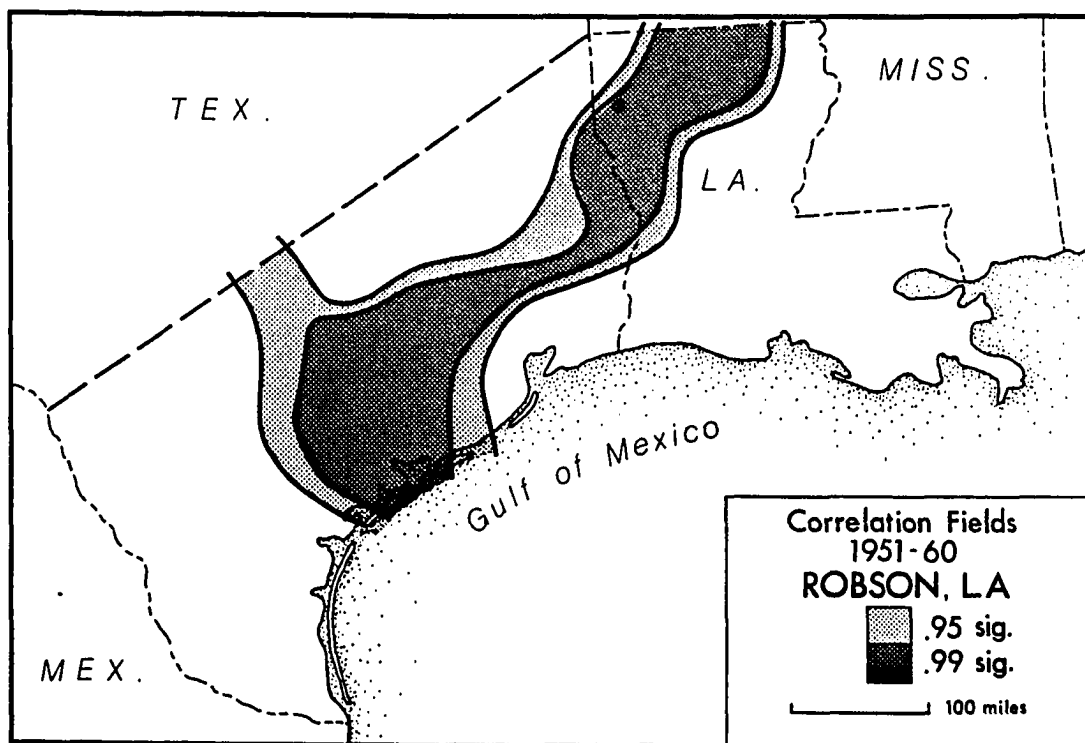 TEX.
MISS.
LA.
Gulf of Mexico
MEX.
Correlation Fields
1951-60
ROBSON, LA
.95 sig.
.99 sig.
100 miles